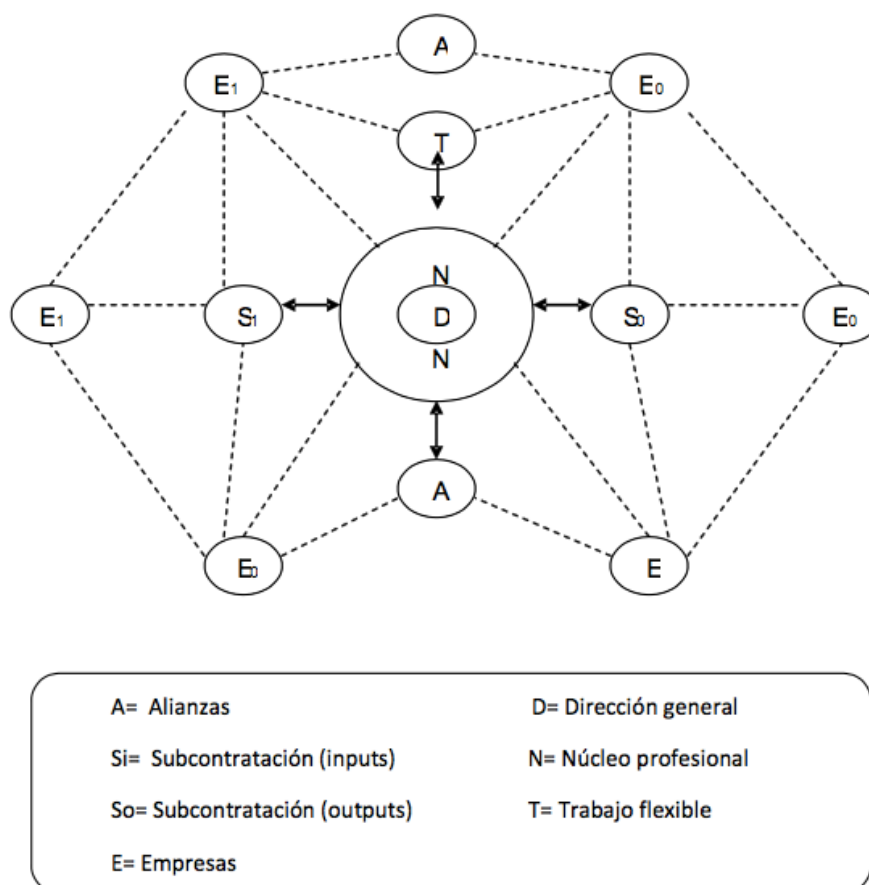 A
E₁ E₀
T
N
E₁ S₁ D S₀ E₀
N
A
E₀ E
A= Alianzas D= Dirección general
Si= Subcontratación (inputs) N= Núcleo profesional
So= Subcontratación (outputs) T= Trabajo flexible
E= Empresas